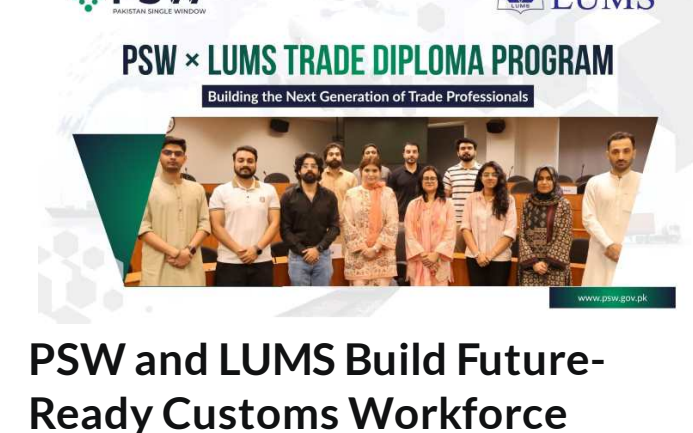 PAKISTAN SINGLE WINDOW
LUMS
LUMS
PSW × LUMS TRADE DIPLOMA PROGRAM
Building the Next Generation of Trade Professionals
www.psw.gov.pk
PSW and LUMS Build Future-
Ready Customs Workforce